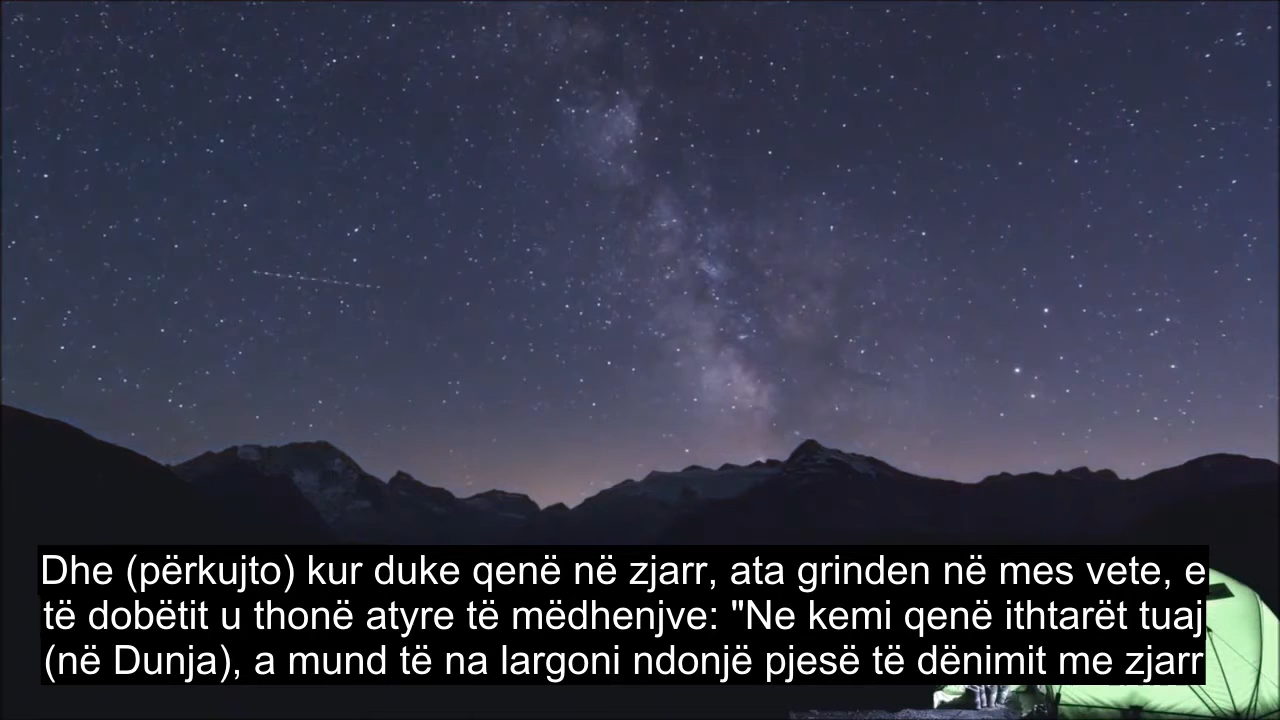 Dhe (përkujto) kur duke qenë në zjarr, ata grinden në mes vete, e
të dobëtit u thonë atyre të mëdhenjve: "Ne kemi qenë ithtarët tuaj
(në Dunja), a mund të na largoni ndonjë pjesë të dënimit me zjarr